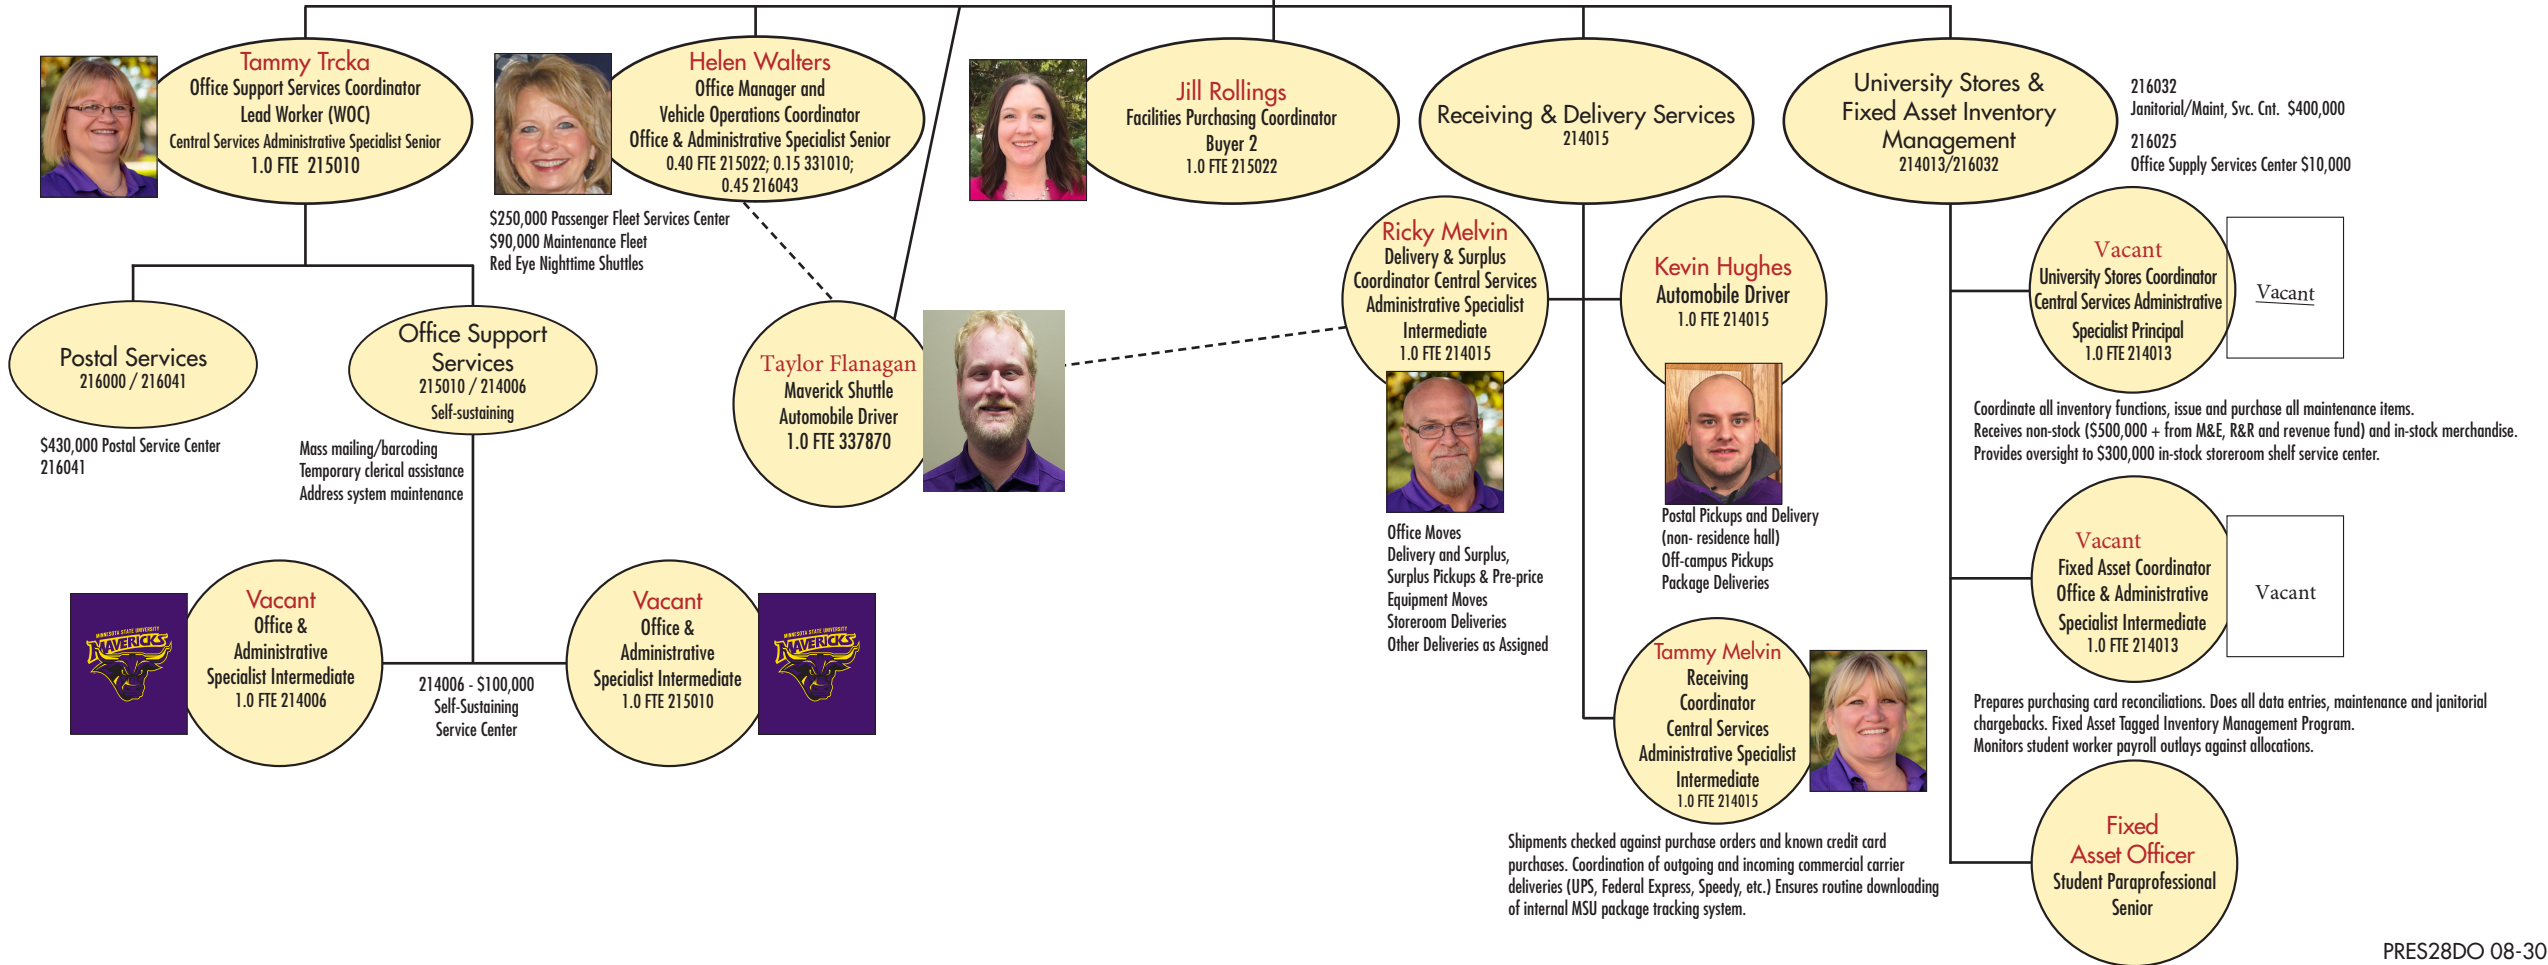 Tammy Trcka
Office Support Services Coordinator
Lead Worker (WOC)
Central Services Administrative Specialist Senior
1.0 FTE 215010
Helen Walters
Office Manager and
Vehicle Operations Coordinator
Office & Administrative Specialist Senior
0.40 FTE 215022; 0.15 331010;
0.45 216043
$250,000 Passenger Fleet Services Center
$90,000 Maintenance Fleet
Red Eye Nighttime Shuttles
Jill Rollings
Facilities Purchasing Coordinator
Buyer 2
1.0 FTE 215022
Receiving & Delivery Services
214015
University Stores &
Fixed Asset Inventory
Management
214013/216032
216032
Janitorial/Maint, Svc. Cnt. $400,000
216025
Office Supply Services Center $10,000
Postal Services
216000 / 216041
$430,000 Postal Service Center
216041
Office Support
Services
215010 / 214006
Self-sustaining
Mass mailing/barcoding
Temporary clerical assistance
Address system maintenance
Taylor Flanagan
Maverick Shuttle
Automobile Driver
1.0 FTE 337870
Ricky Melvin
Delivery & Surplus
Coordinator Central Services
Administrative Specialist
Intermediate
1.0 FTE 214015
Office Moves
Delivery and Surplus,
Surplus Pickups & Pre-price
Equipment Moves
Storeroom Deliveries
Other Deliveries as Assigned
Kevin Hughes
Automobile Driver
1.0 FTE 214015
Postal Pickups and Delivery
(non- residence hall)
Off-campus Pickups
Package Deliveries
Vacant
University Stores Coordinator
Central Services Administrative
Specialist Principal
1.0 FTE 214013
Vacant
Coordinate all inventory functions, issue and purchase all maintenance items.
Receives non-stock ($500,000 + from M&E, R&R and revenue fund) and in-stock merchandise.
Provides oversight to $300,000 in-stock storeroom shelf service center.
Vacant
Fixed Asset Coordinator
Office & Administrative
Specialist Intermediate
1.0 FTE 214013
Vacant
Prepares purchasing card reconciliations. Does all data entries, maintenance and janitorial
chargebacks. Fixed Asset Tagged Inventory Management Program.
Monitors student worker payroll outlays against allocations.
MINNESOTA STATE UNIVERSITY
MAVERICKS
Vacant
Office &
Administrative
Specialist Intermediate
1.0 FTE 214006
214006 - $100,000
Self-Sustaining
Service Center
Vacant
Office &
Administrative
Specialist Intermediate
1.0 FTE 215010
MINNESOTA STATE UNIVERSITY
MAVERICKS
Tammy Melvin
Receiving
Coordinator
Central Services
Administrative Specialist
Intermediate
1.0 FTE 214015
Shipments checked against purchase orders and known credit card
purchases. Coordination of outgoing and incoming commercial carrier
deliveries (UPS, Federal Express, Speedy, etc.) Ensures routine downloading
of internal MSU package tracking system.
Fixed
Asset Officer
Student Paraprofessional
Senior
PRES28DO 08-30